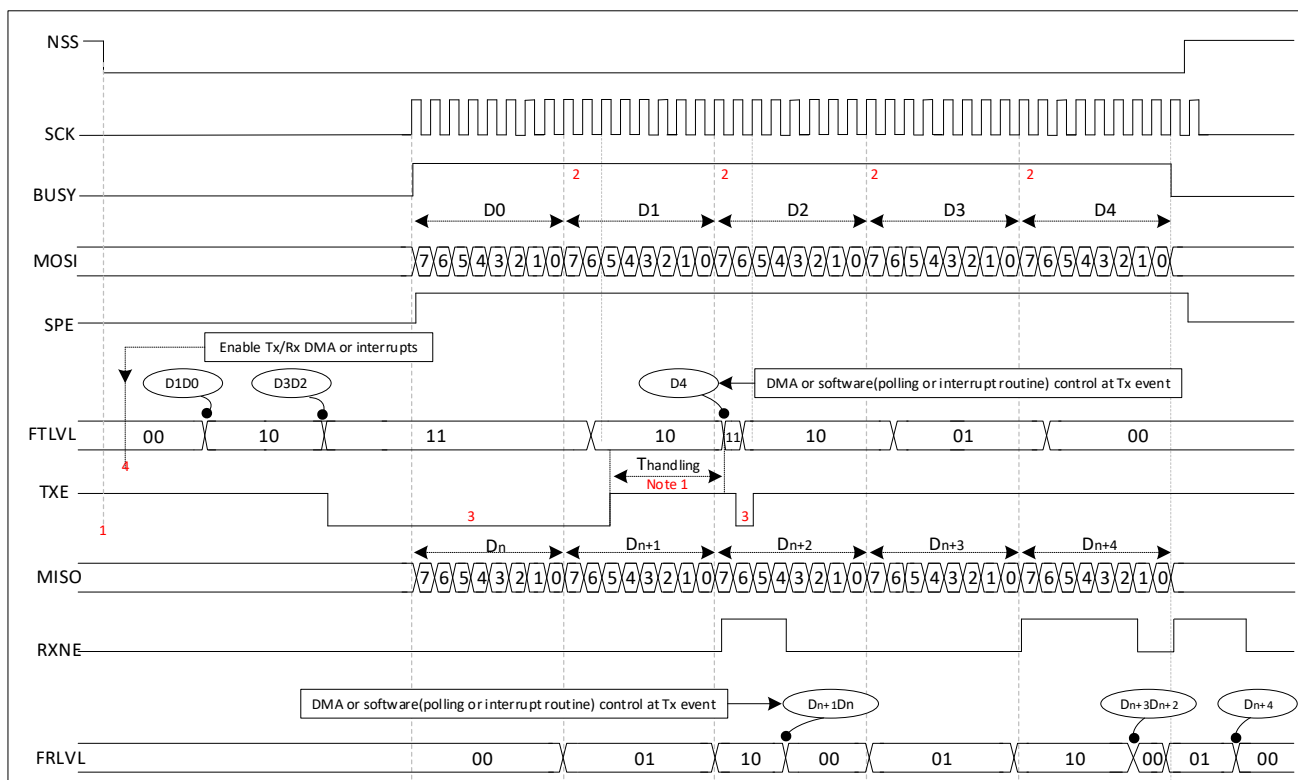 NSS
SCK
BUSY 2 2 2 2
D0 D1 D2 D3 D4
MOSI 7 6 5 4 3 2 1 0 7 6 5 4 3 2 1 0 7 6 5 4 3 2 1 0 7 6 5 4 3 2 1 0 7 6 5 4 3 2 1 0
SPE
Enable Tx/Rx DMA or interrupts
D1D0 D3D2 D4 DMA or software(polling or interrupt routine) control at Tx event
FTLVL 00 10 11 10 11 10 01 00
4 Thandling
TXE Note 1
1 3 3
Dn Dn+1 Dn+2 Dn+3 Dn+4
MISO 7 6 5 4 3 2 1 0 7 6 5 4 3 2 1 0 7 6 5 4 3 2 1 0 7 6 5 4 3 2 1 0 7 6 5 4 3 2 1 0
RXNE
DMA or software(polling or interrupt routine) control at Tx event Dn+1Dn Dn+3Dn+2 Dn+4
FRLVL 00 01 10 00 01 10 00 01 00